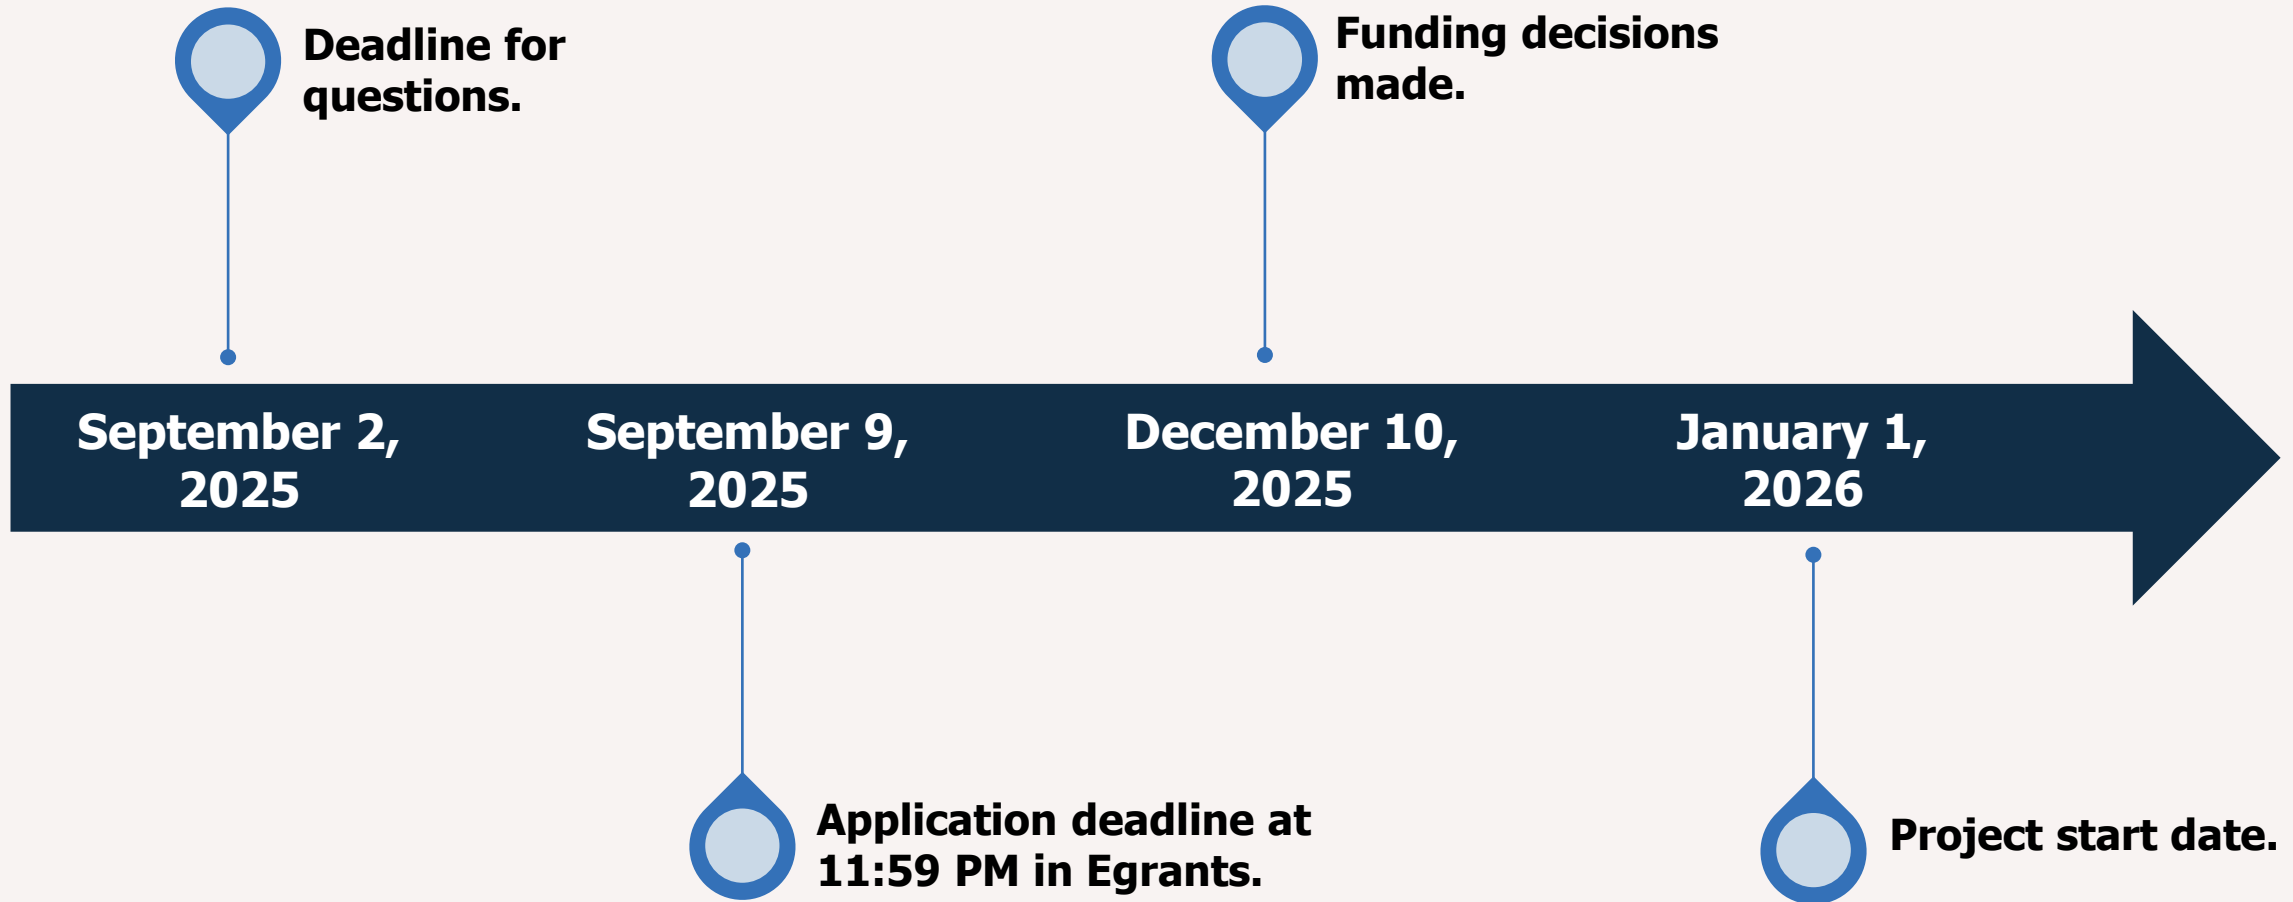 Deadline for
questions.
Funding decisions
made.
September 2,
2025
September 9,
2025
December 10,
2025
January 1,
2026
Application deadline at
11:59 PM in Egrants.
Project start date.